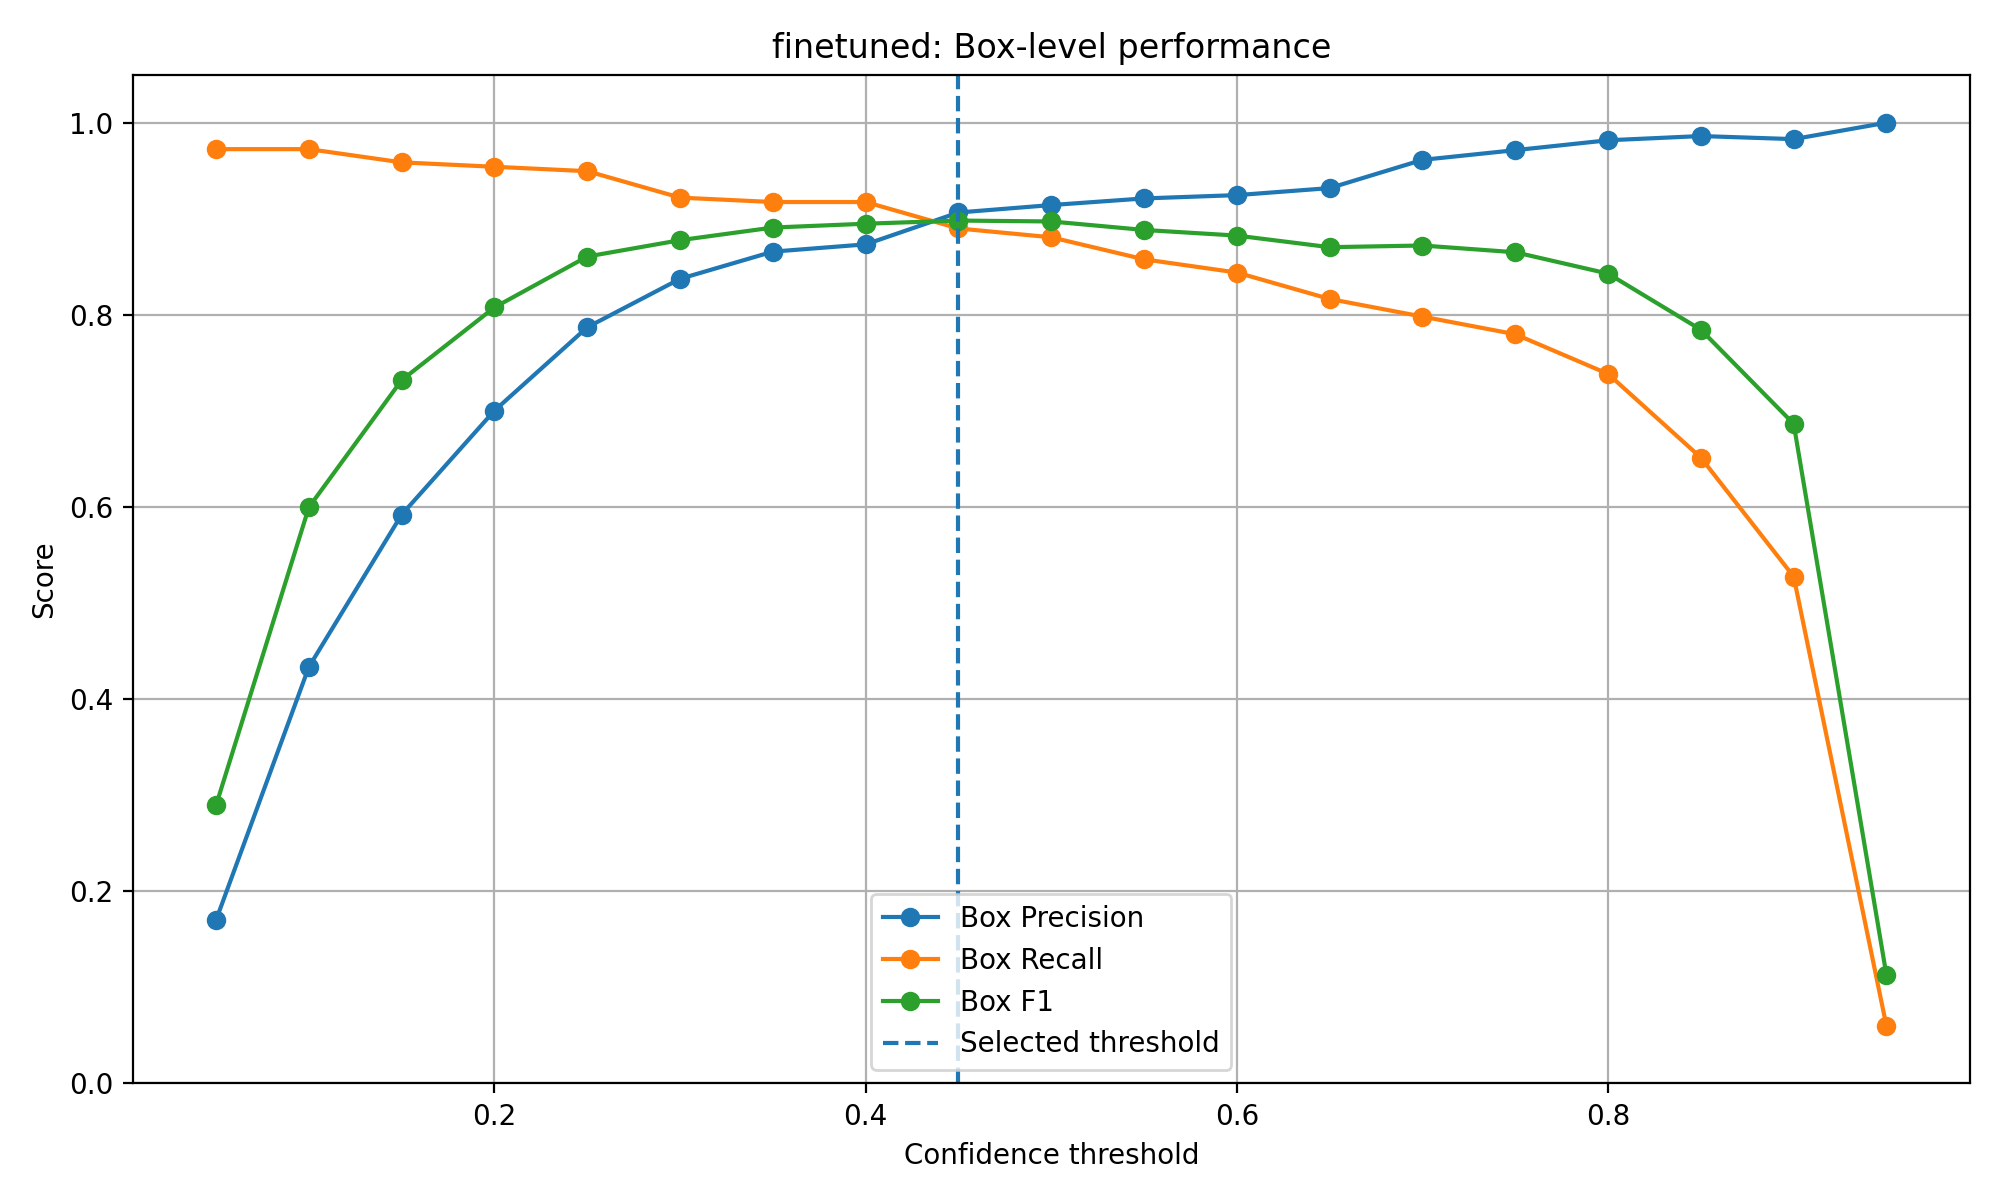 finetuned: Box-level performance
1.0
0.8
0.6
0.4
0.2
0.0
Score
Box Precision
Box Recall
Box F1
Selected threshold
0.2 0.4 0.6 0.8
Confidence threshold